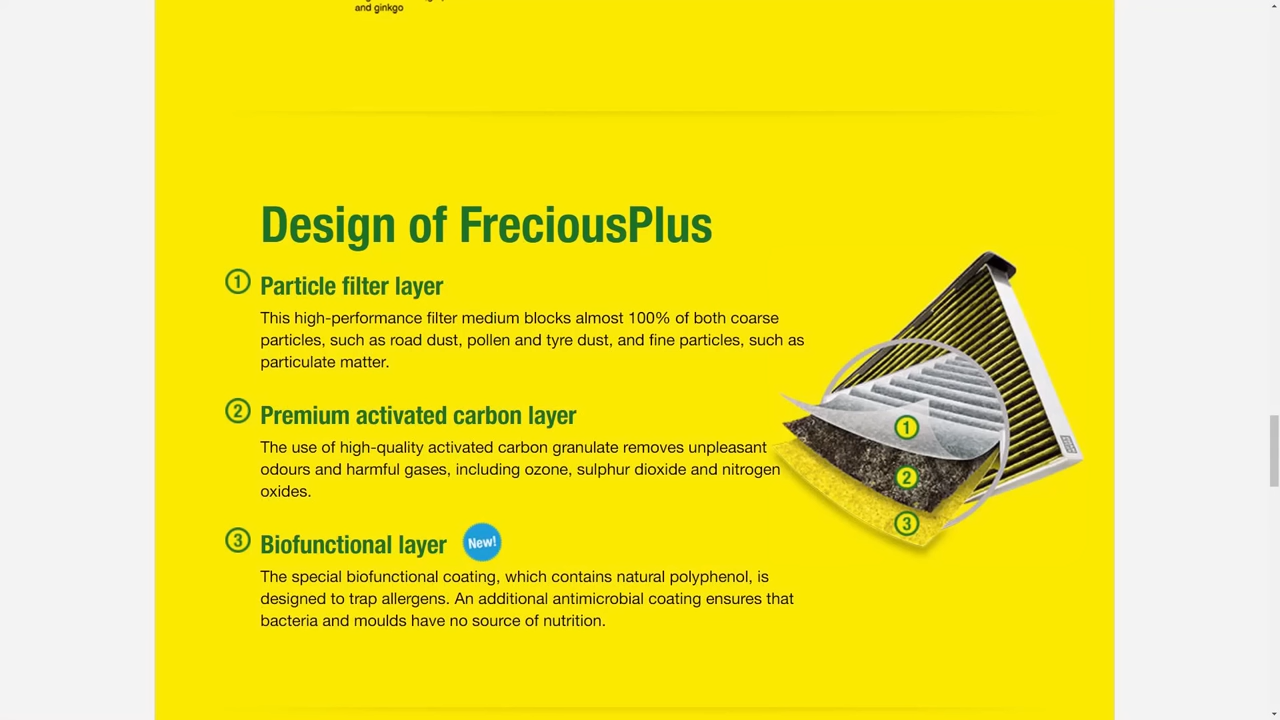 and ginkgo
Design of FreciousPlus
1 Particle filter layer
This high-performance filter medium blocks almost 100% of both coarse
particles, such as road dust, pollen and tyre dust, and fine particles, such as
particulate matter.
2 Premium activated carbon layer
The use of high-quality activated carbon granulate removes unpleasant
odours and harmful gases, including ozone, sulphur dioxide and nitrogen
oxides.
3 Biofunctional layer New!
The special biofunctional coating, which contains natural polyphenol, is
designed to trap allergens. An additional antimicrobial coating ensures that
bacteria and moulds have no source of nutrition.
1
2
3